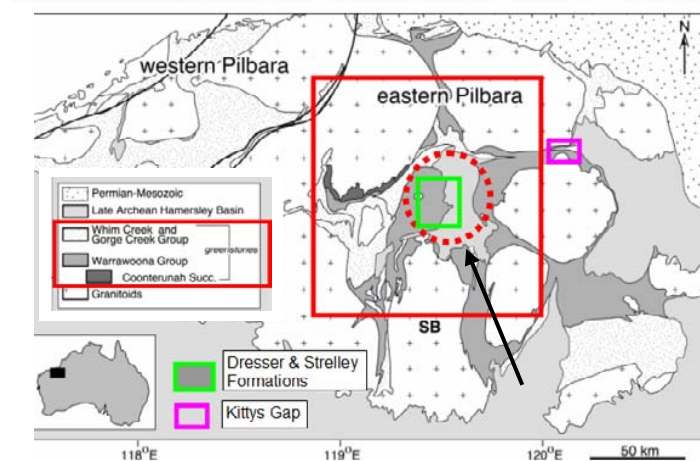 N
western Pilbara
eastern Pilbara
Permian-Mesozoic
Late Archean Hamersley Basin
Whim Creek and
Gorge Creek Group
greenstones
Warrawoona Group
Coonterunah Succ.
Granitoids
SB
Dresser & Strelley
Formations
Kittys Gap
118°E
119°E
120°E
50 km